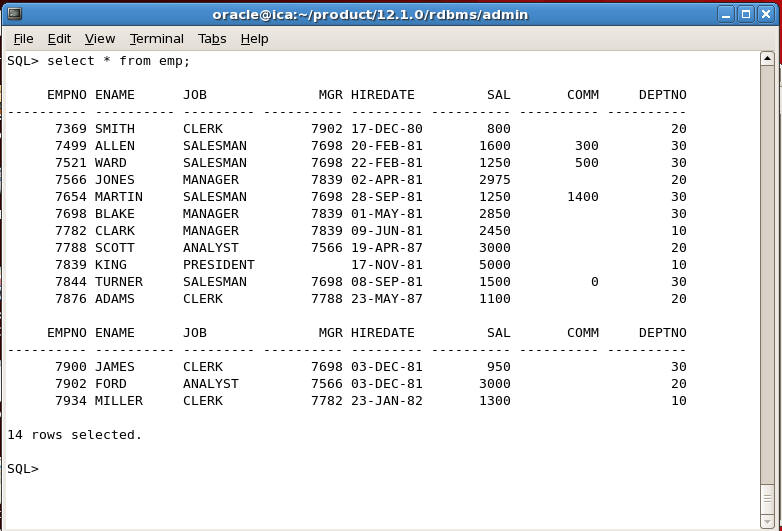 oracle@ica:~/product/12.1.0/rdbms/admin
File Edit View Terminal Tabs Help
SQL> select * from emp;
     EMPNO ENAME      JOB              MGR HIREDATE         SAL       COMM     DEPTNO
---------- ---------- --------- ---------- --------- ---------- ---------- ----------
      7369 SMITH      CLERK           7902 17-DEC-80        800                    20
      7499 ALLEN      SALESMAN        7698 20-FEB-81       1600        300         30
      7521 WARD       SALESMAN        7698 22-FEB-81       1250        500         30
      7566 JONES      MANAGER         7839 02-APR-81       2975                    20
      7654 MARTIN     SALESMAN        7698 28-SEP-81       1250       1400         30
      7698 BLAKE      MANAGER         7839 01-MAY-81       2850                    30
      7782 CLARK      MANAGER         7839 09-JUN-81       2450                    10
      7788 SCOTT      ANALYST         7566 19-APR-87       3000                    20
      7839 KING       PRESIDENT            17-NOV-81       5000                    10
      7844 TURNER     SALESMAN        7698 08-SEP-81       1500          0         30
      7876 ADAMS      CLERK           7788 23-MAY-87       1100                    20
     EMPNO ENAME      JOB              MGR HIREDATE         SAL       COMM     DEPTNO
---------- ---------- --------- ---------- --------- ---------- ---------- ----------
      7900 JAMES      CLERK           7698 03-DEC-81        950                    30
      7902 FORD       ANALYST         7566 03-DEC-81       3000                    20
      7934 MILLER     CLERK           7782 23-JAN-82       1300                    10
14 rows selected.
SQL>